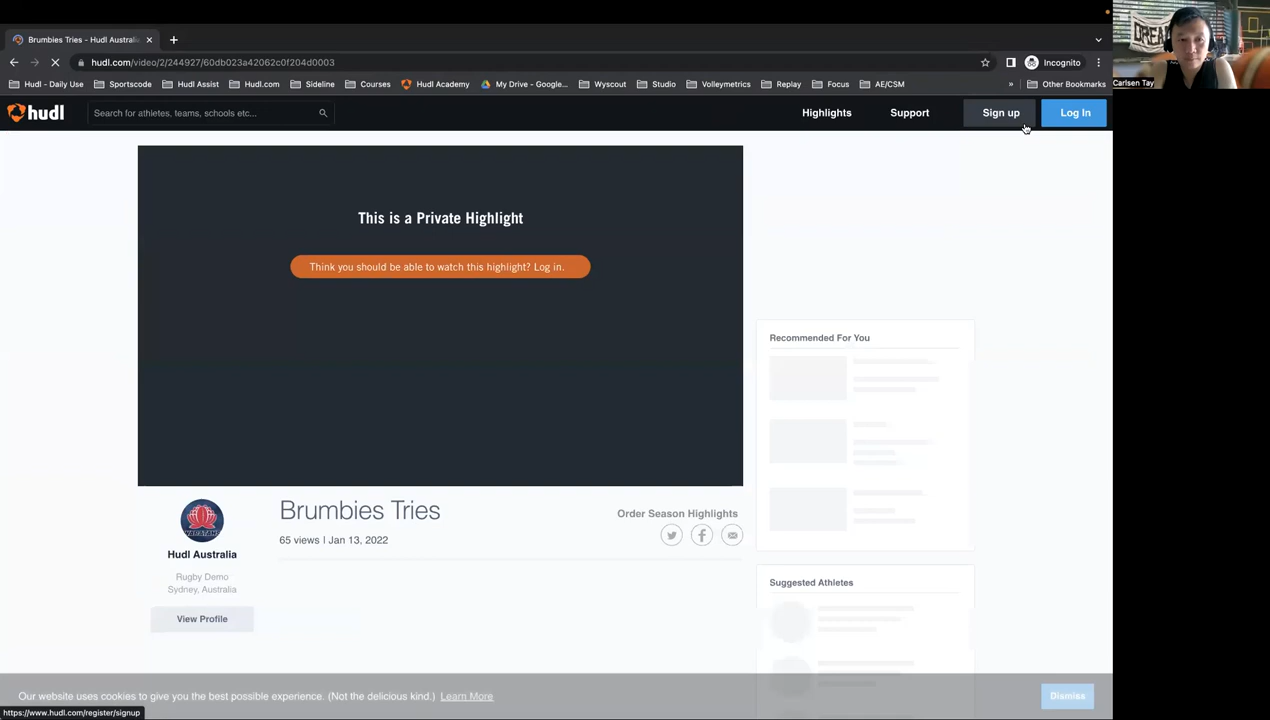 Brumbies Tries - Hudl Austral
hudl.com/video/2/244927/60db023a42062c0f204d0003
Incognito
Hudl - Daily Use
Sportscode
Hudl Assist
Hudl.com
Sideline
Courses
Hudl Academy
My Drive - Google...
Wyscout
Studio
Volleymetrics
Replay
Focus
AE/CSM
»
Other Bookmarks
hudl
Search for athletes, teams, schools etc...
Highlights
Support
Sign up
Log In
This is a Private Highlight
Think you should be able to watch this highlight? Log in.
Recommended For You
Brumbies Tries
65 views | Jan 13, 2022
Order Season Highlights
WARATAHS
Hudl Australia
Rugby Demo
Sydney, Australia
View Profile
Suggested Athletes
Our website uses cookies to give you the best possible experience. (Not the delicious kind.) Learn More
Dismiss
https://www.hudl.com/register/signup
DREA
Carlsen Tay